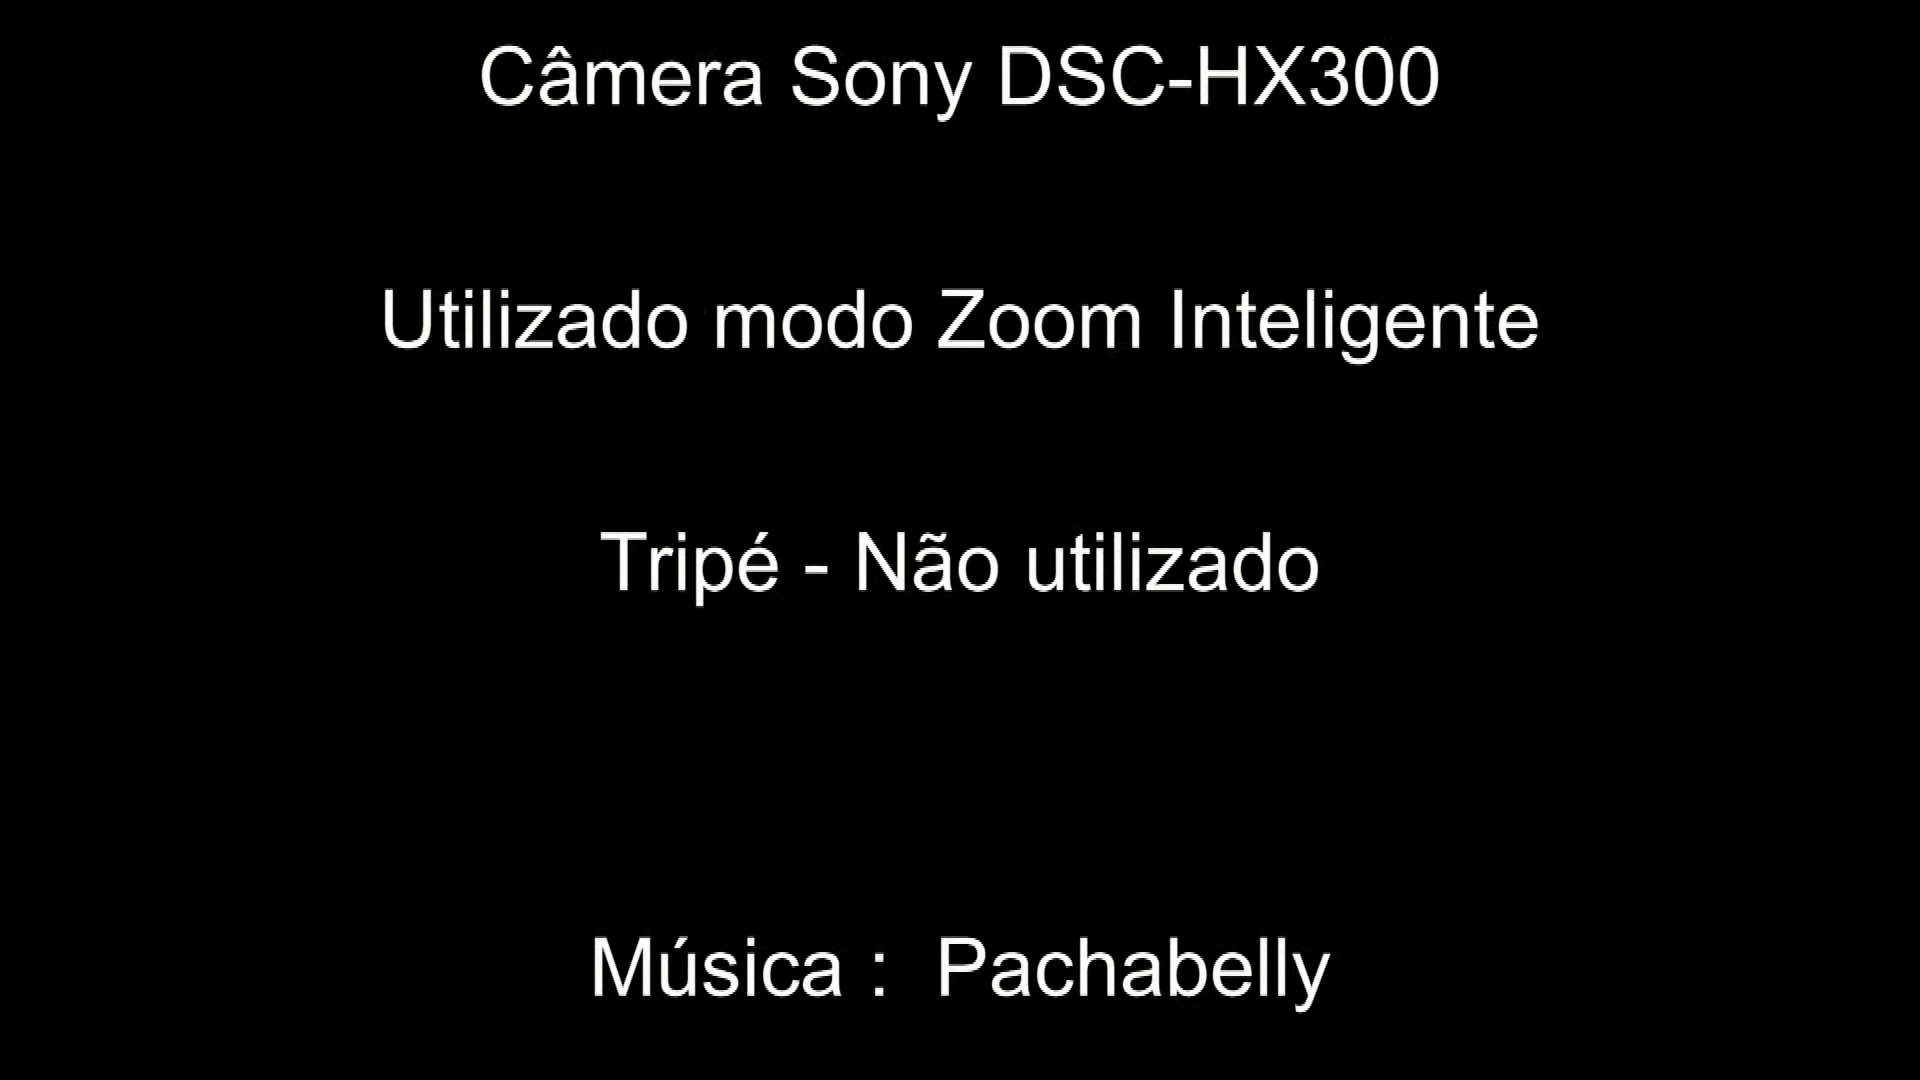 Câmera Sony DSC-HX300
Utilizado modo Zoom Inteligente
Tripé - Não utilizado
Música :  Pachabelly